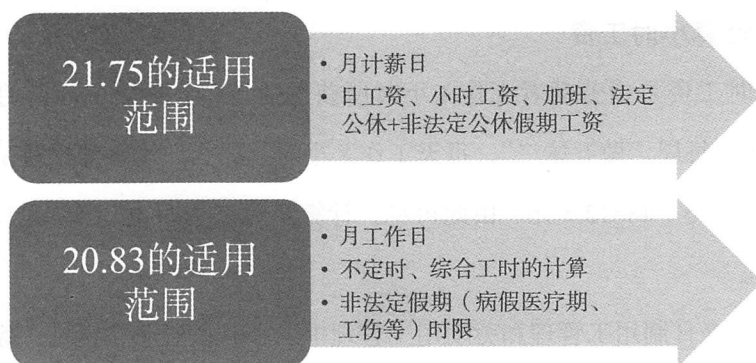 21.75的适用
范围
• 月计薪日
• 日工资、小时工资、加班、法定
公休+非法定公休假期工资
20.83的适用
范围
• 月工作日
• 不定时、综合工时的计算
• 非法定假期（病假医疗期、
工伤等）时限